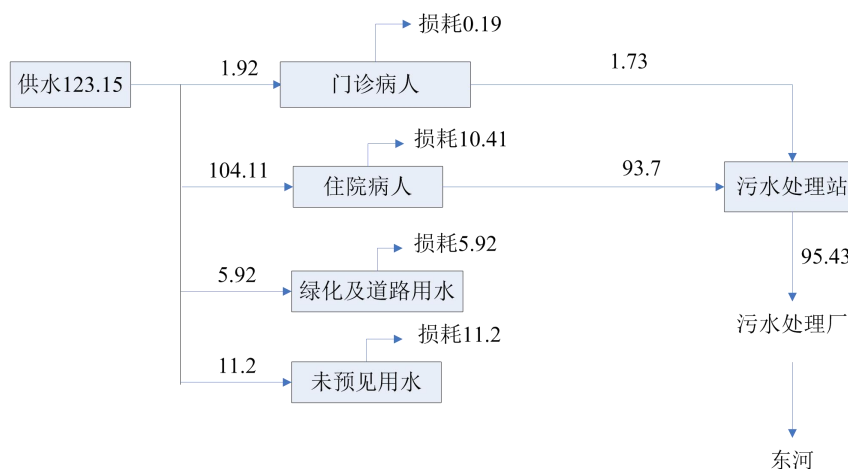 损耗0.19
供水123.15
1.92
门诊病人
1.73
损耗10.41
104.11
住院病人
93.7
污水处理站
损耗5.92
5.92
绿化及道路用水
95.43
污水处理厂
损耗11.2
11.2
未预见用水
东河